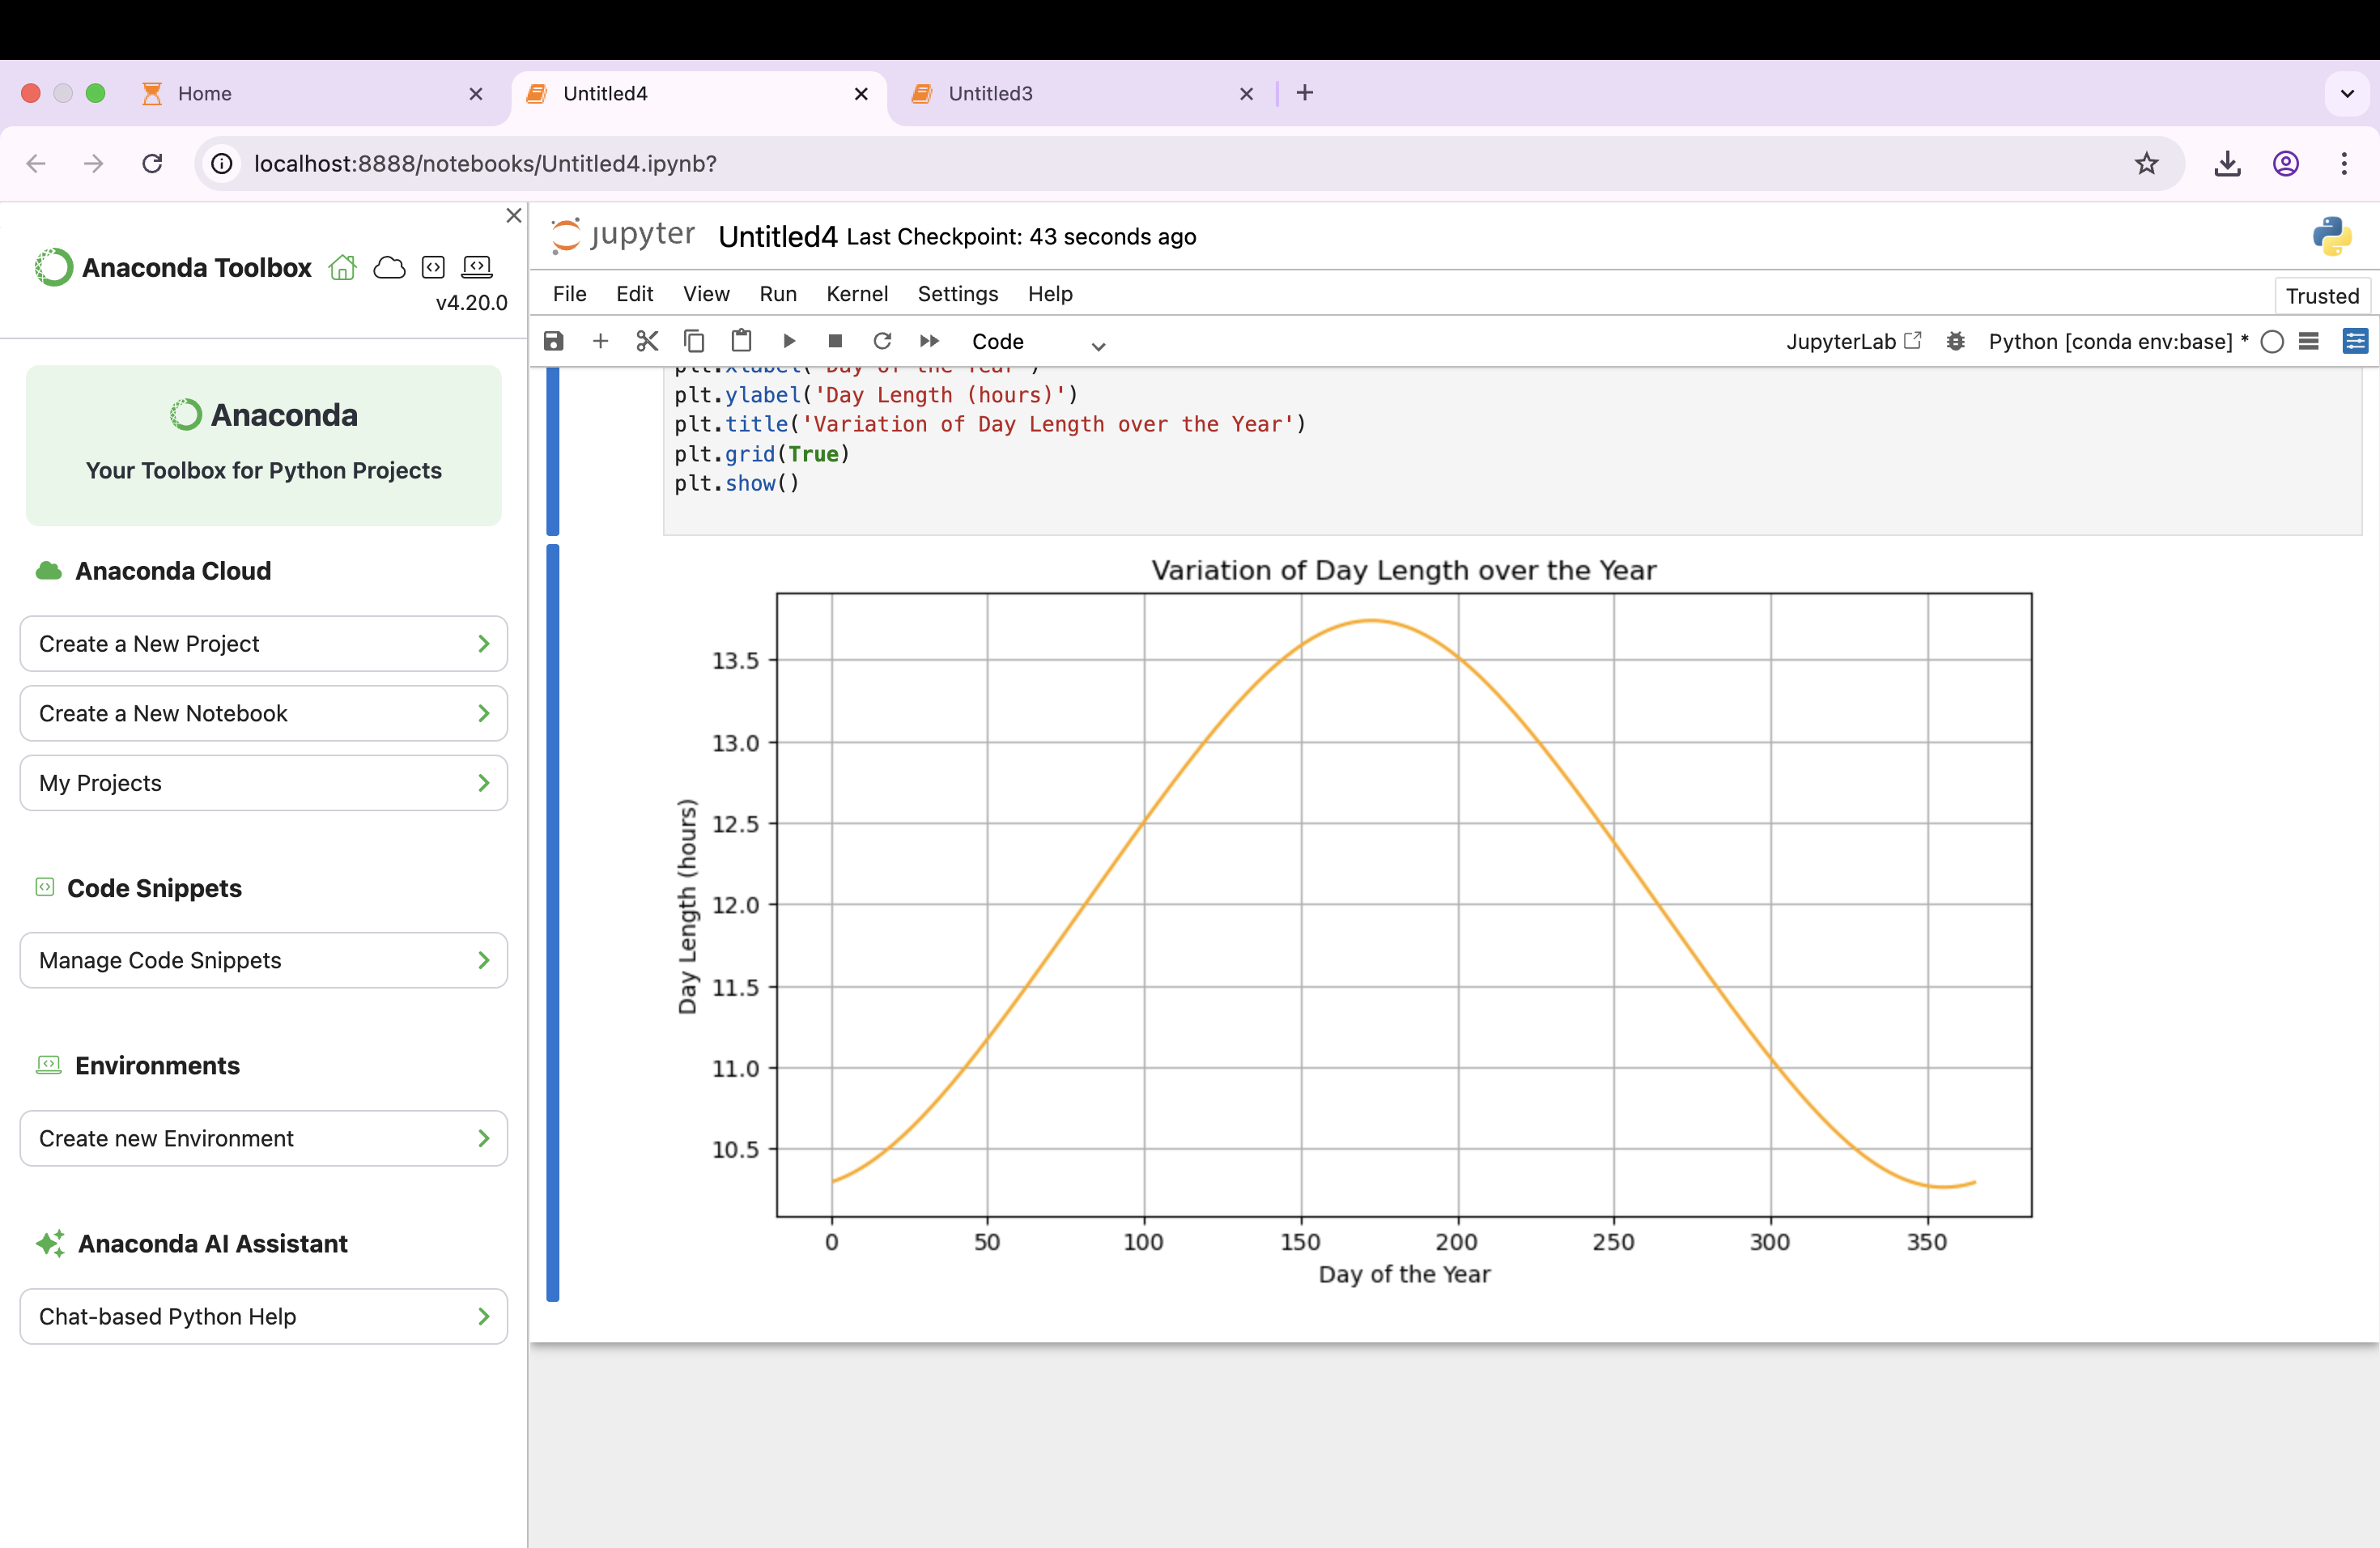 Home
Untitled4
Untitled3
localhost:8888/notebooks/Untitled4.ipynb?
Anaconda Toolbox
v4.20.0
Anaconda
Your Toolbox for Python Projects
Anaconda Cloud
Create a New Project
Create a New Notebook
My Projects
Code Snippets
Manage Code Snippets
Environments
Create new Environment
Anaconda AI Assistant
Chat-based Python Help
jupyter Untitled4 Last Checkpoint: 43 seconds ago
File Edit View Run Kernel Settings Help
Trusted
Code
JupyterLab
Python [conda env:base] *
plt.xlabel('Day of the Year')
plt.ylabel('Day Length (hours)')
plt.title('Variation of Day Length over the Year')
plt.grid(True)
plt.show()
Variation of Day Length over the Year
Day Length (hours)
13.5
13.0
12.5
12.0
11.5
11.0
10.5
0 50 100 150 200 250 300 350
Day of the Year